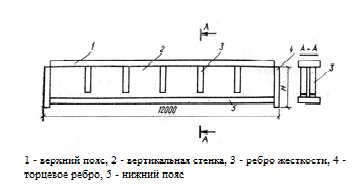 А
А - А
1
2
3
4
3
H
5
12000
А
1 - верхний пояс, 2 - вертикальная стенка, 3 - ребро жесткости, 4 -
торцевое ребро, 5 - нижний пояс